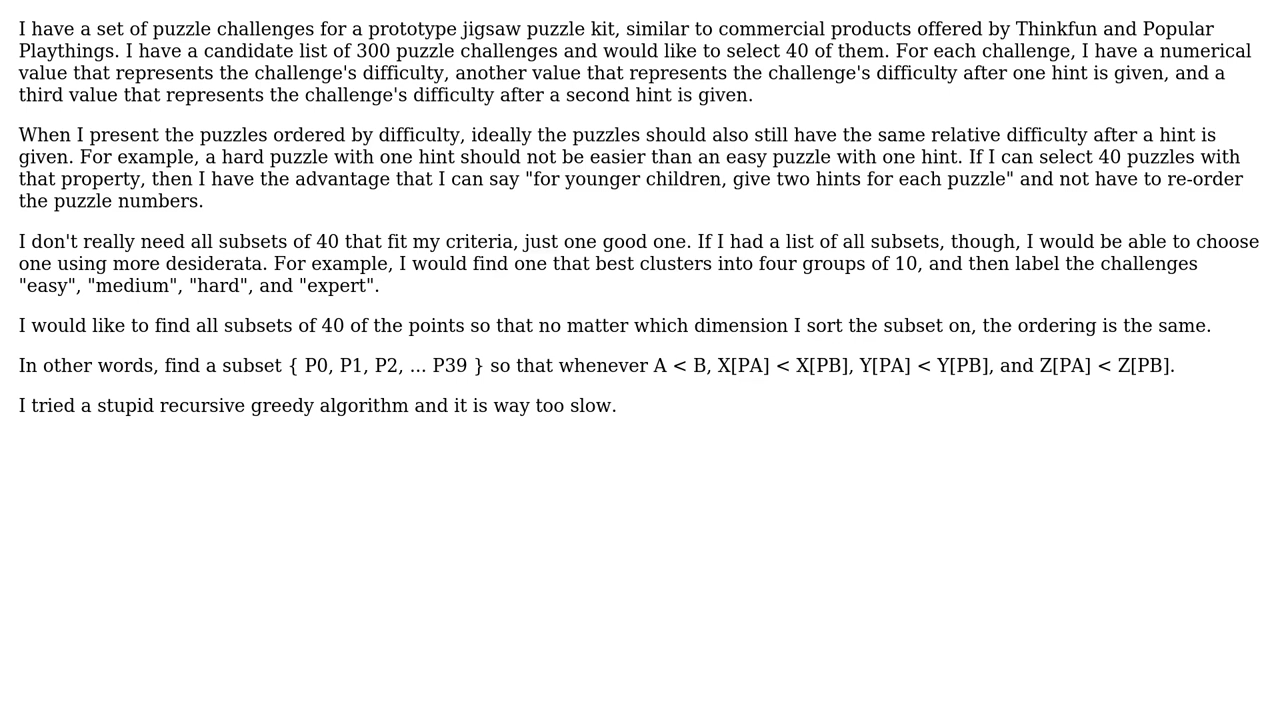 I have a set of puzzle challenges for a prototype jigsaw puzzle kit, similar to commercial products offered by Thinkfun and Popular
Playthings. I have a candidate list of 300 puzzle challenges and would like to select 40 of them. For each challenge, I have a numerical
value that represents the challenge's difficulty, another value that represents the challenge's difficulty after one hint is given, and a
third value that represents the challenge's difficulty after a second hint is given.
When I present the puzzles ordered by difficulty, ideally the puzzles should also still have the same relative difficulty after a hint is
given. For example, a hard puzzle with one hint should not be easier than an easy puzzle with one hint. If I can select 40 puzzles with
that property, then I have the advantage that I can say "for younger children, give two hints for each puzzle" and not have to re-order
the puzzle numbers.
I don't really need all subsets of 40 that fit my criteria, just one good one. If I had a list of all subsets, though, I would be able to choose
one using more desiderata. For example, I would find one that best clusters into four groups of 10, and then label the challenges
"easy", "medium", "hard", and "expert".
I would like to find all subsets of 40 of the points so that no matter which dimension I sort the subset on, the ordering is the same.
In other words, find a subset { P0, P1, P2, ... P39 } so that whenever A < B, X[PA] < X[PB], Y[PA] < Y[PB], and Z[PA] < Z[PB].
I tried a stupid recursive greedy algorithm and it is way too slow.